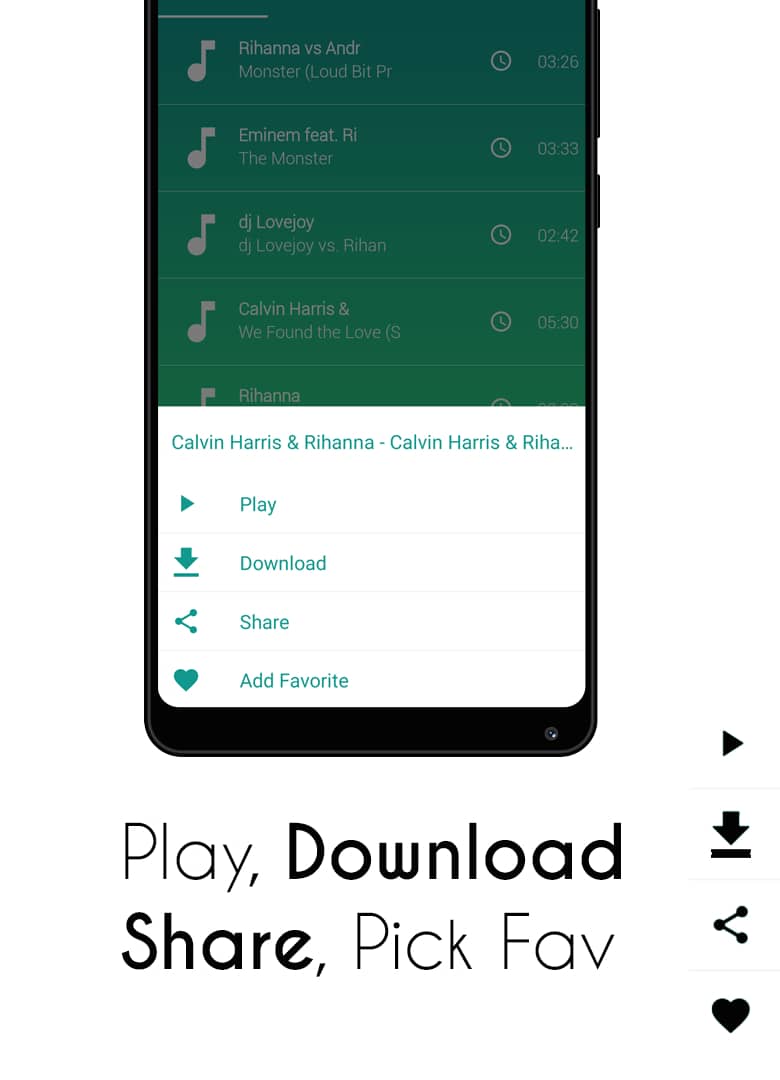 Rihanna vs Andr
Monster (Loud Bit Pr
03:26
Eminem feat. Ri
The Monster
03:33
dj Lovejoy
dj Lovejoy vs. Rihan
02:42
Calvin Harris &
We Found the Love (S
05:30
Rihanna
Calvin Harris & Rihanna - Calvin Harris & Riha...
Play
Download
Share
Add Favorite
Play, Download
Share, Pick Fav